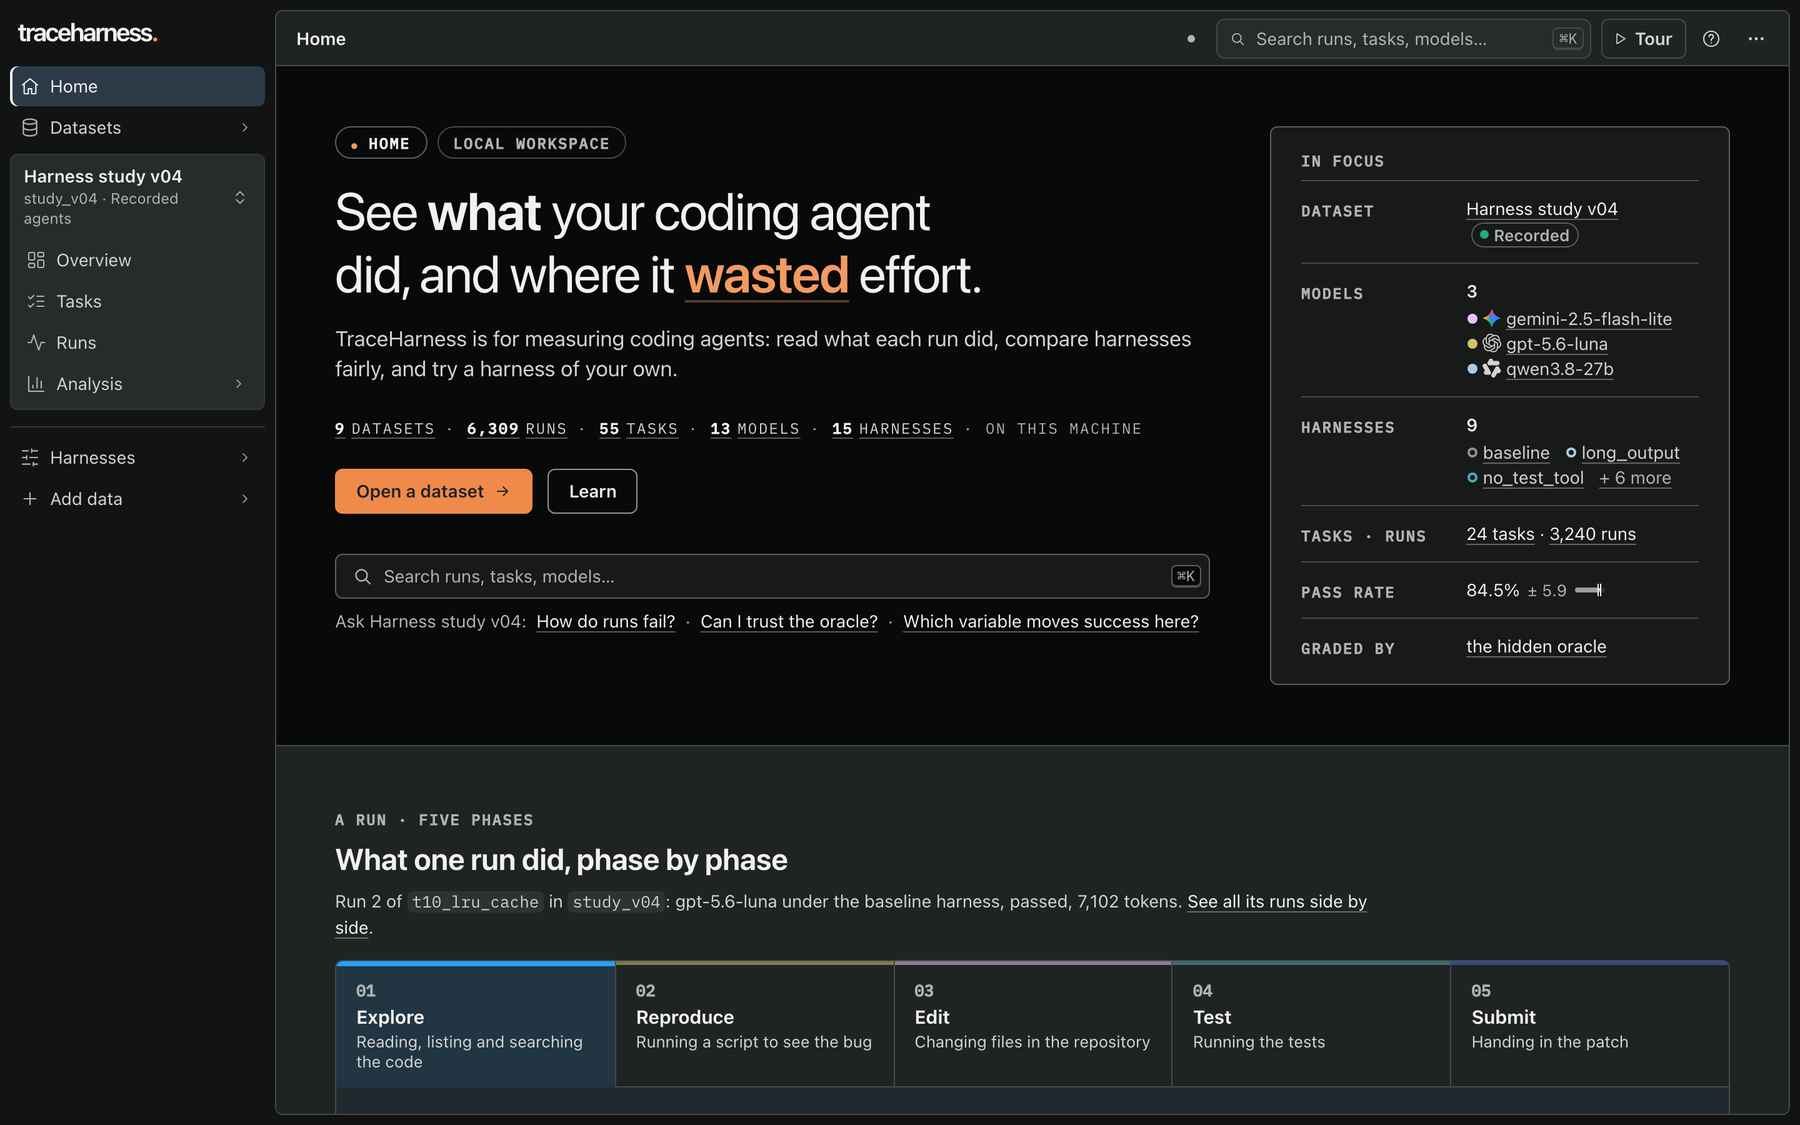 traceharness.
Home
Datasets
Harness study v04
study_v04 · Recorded
agents
Overview
Tasks
Runs
Analysis
Harnesses
Add data
Home
Search runs, tasks, models...
⌘K
Tour
HOME
LOCAL WORKSPACE
See what your coding agent
did, and where it wasted effort.
TraceHarness is for measuring coding agents: read what each run did, compare harnesses
fairly, and try a harness of your own.
9 DATASETS · 6,309 RUNS · 55 TASKS · 13 MODELS · 15 HARNESSES · ON THIS MACHINE
Open a dataset →
Learn
Search runs, tasks, models...
⌘K
Ask Harness study v04: How do runs fail? · Can I trust the oracle? · Which variable moves success here?
IN FOCUS
DATASET
Harness study v04
Recorded
MODELS
3
gemini-2.5-flash-lite
gpt-5.6-luna
qwen3.8-27b
HARNESSES
9
baseline long_output
no_test_tool + 6 more
TASKS · RUNS
24 tasks · 3,240 runs
PASS RATE
84.5% ± 5.9
GRADED BY
the hidden oracle
A RUN · FIVE PHASES
What one run did, phase by phase
Run 2 of t10_lru_cache in study_v04: gpt-5.6-luna under the baseline harness, passed, 7,102 tokens. See all its runs side by
side.
01
Explore
Reading, listing and searching
the code
02
Reproduce
Running a script to see the bug
03
Edit
Changing files in the repository
04
Test
Running the tests
05
Submit
Handing in the patch